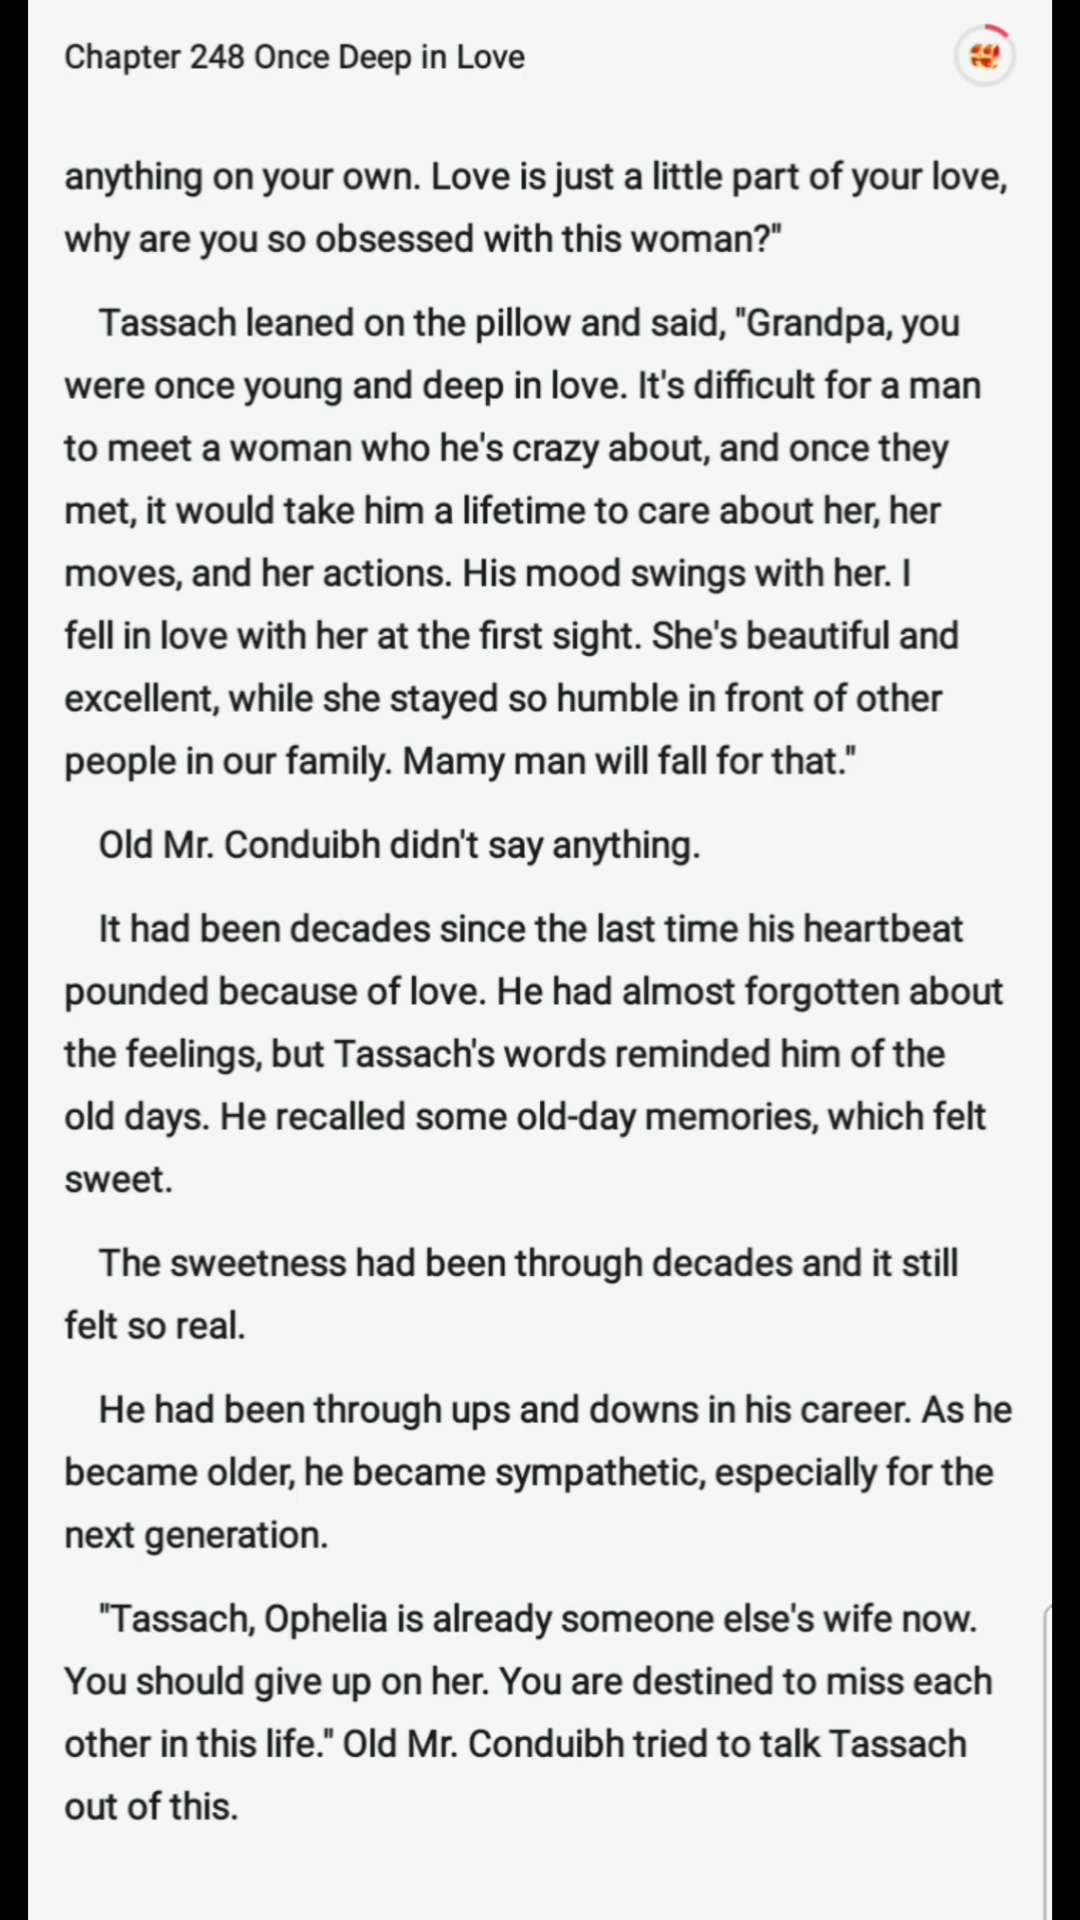 Chapter 248 Once Deep in Love
anything on your own. Love is just a little part of your love,
why are you so obsessed with this woman?"
Tassach leaned on the pillow and said, "Grandpa, you
were once young and deep in love. It's difficult for a man
to meet a woman who he's crazy about, and once they
met, it would take him a lifetime to care about her, her
moves, and her actions. His mood swings with her. I
fell in love with her at the first sight. She's beautiful and
excellent, while she stayed so humble in front of other
people in our family. Mamy man will fall for that."
Old Mr. Conduibh didn't say anything.
It had been decades since the last time his heartbeat
pounded because of love. He had almost forgotten about
the feelings, but Tassach's words reminded him of the
old days. He recalled some old-day memories, which felt
sweet.
The sweetness had been through decades and it still
felt so real.
He had been through ups and downs in his career. As he
became older, he became sympathetic, especially for the
next generation.
"Tassach, Ophelia is already someone else's wife now.
You should give up on her. You are destined to miss each
other in this life." Old Mr. Conduibh tried to talk Tassach
out of this.